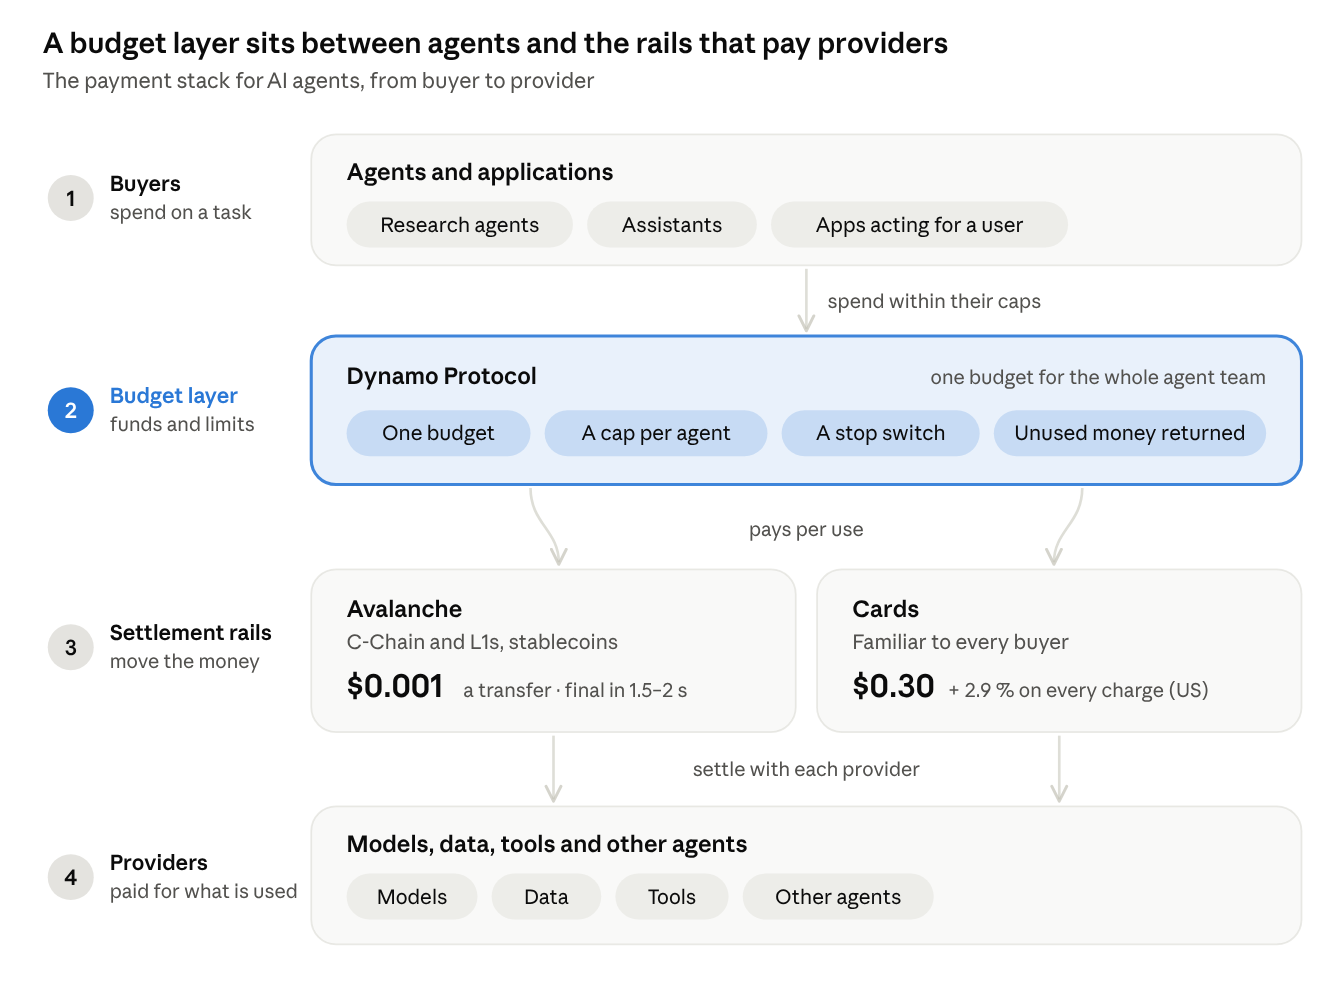 A budget layer sits between agents and the rails that pay providers
The payment stack for AI agents, from buyer to provider
1
Buyers
spend on a task
Agents and applications
Research agents
Assistants
Apps acting for a user
spend within their caps
2
Budget layer
funds and limits
Dynamo Protocol
one budget for the whole agent team
One budget
A cap per agent
A stop switch
Unused money returned
pays per use
3
Settlement rails
move the money
Avalanche
C-Chain and L1s, stablecoins
$0.001 a transfer · final in 1.5–2 s
Cards
Familiar to every buyer
$0.30 + 2.9 % on every charge (US)
settle with each provider
4
Providers
paid for what is used
Models, data, tools and other agents
Models
Data
Tools
Other agents